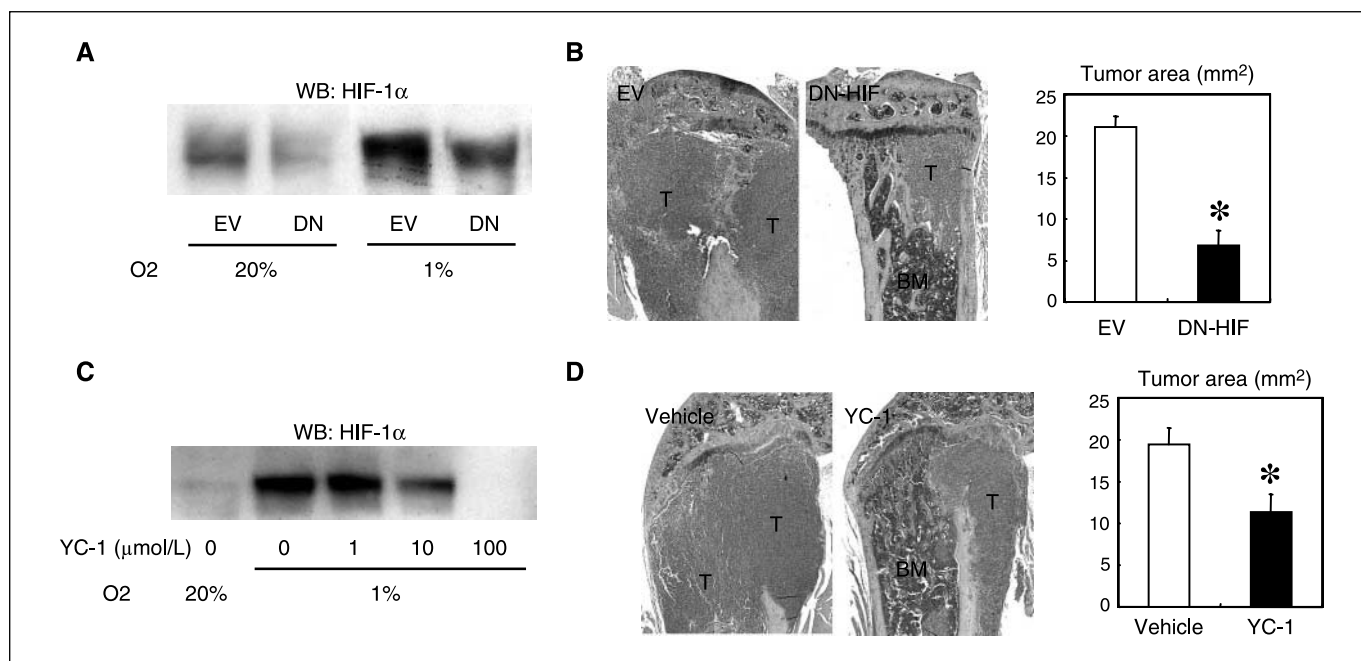 A
WB: HIF-1α
EV DN EV DN
O2 20% 1%
B
EV DN-HIF
T T T
BM
Tumor area (mm²)
25
20
15
10
5
0
*
EV DN-HIF
C
WB: HIF-1α
YC-1 (μmol/L) 0 0 1 10 100
O2 20% 1%
D
Vehicle YC-1
T T T
BM
Tumor area (mm²)
25
20
15
10
5
0
*
Vehicle YC-1